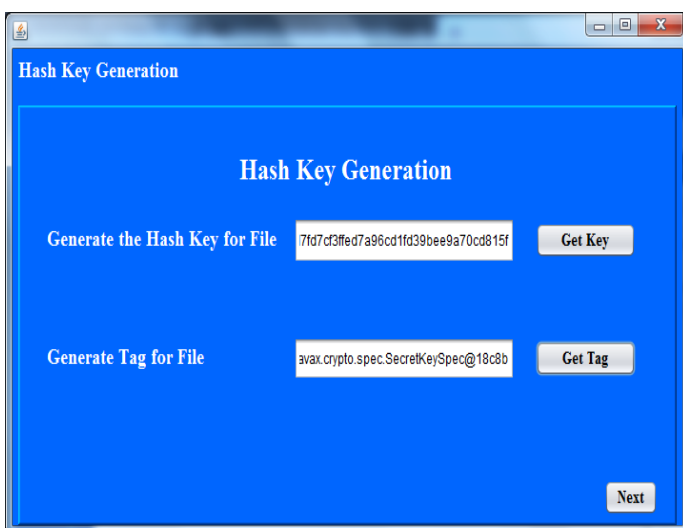 Hash Key Generation
Hash Key Generation
Generate the Hash Key for File 7fd7cf3ffed7a96cd1fd39bee9a70cd815f Get Key
Generate Tag for File avax.crypto.spec.SecretKeySpec@18c8b Get Tag
Next